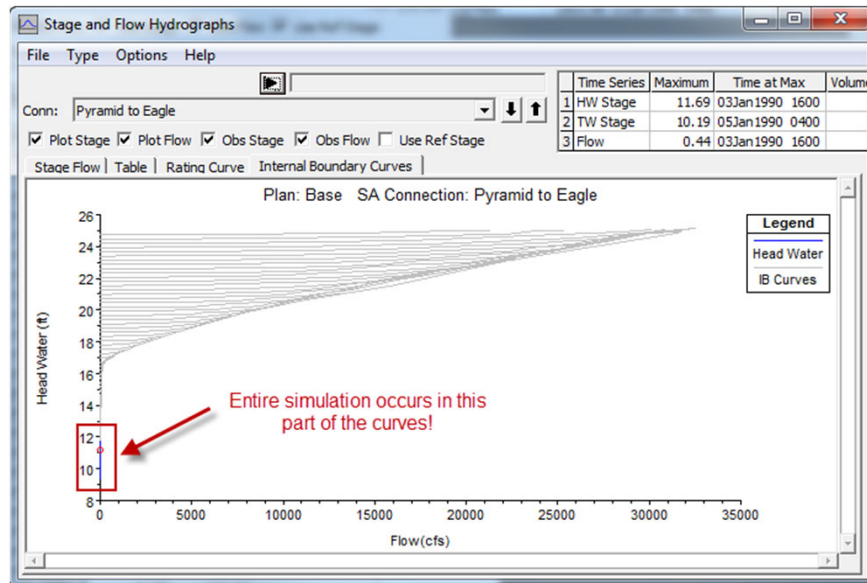 Stage and Flow Hydrographs
File Type Options Help
Conn: Pyramid to Eagle
Plot Stage Plot Flow Obs Stage Obs Flow Use Ref Stage
Time Series Maximum Time at Max Volume
1 HW Stage 11.69 03Jan1990 1600
2 TW Stage 10.19 05Jan1990 0400
3 Flow 0.44 03Jan1990 1600
Stage Flow Table Rating Curve Internal Boundary Curves
Plan: Base SA Connection: Pyramid to Eagle
Legend
Head Water
IB Curves
Head Water (ft)
26
24
22
20
18
16
14
12
10
8
Entire simulation occurs in this
part of the curves!
0 5000 10000 15000 20000 25000 30000 35000
Flow(cfs)